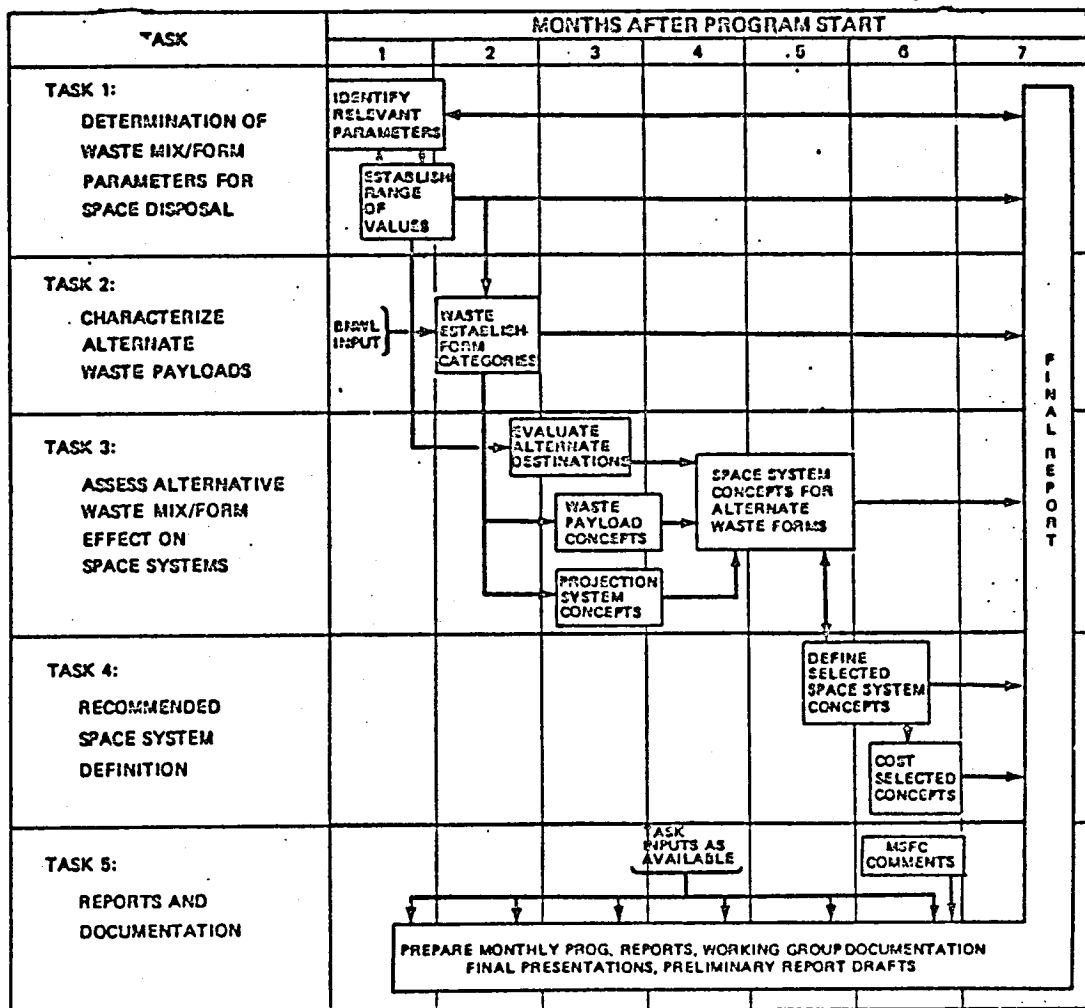 TASK
MONTHS AFTER PROGRAM START
1 2 3 4 5 6 7
TASK 1:
DETERMINATION OF
WASTE MIX/FORM
PARAMETERS FOR
SPACE DISPOSAL
IDENTIFY
RELEVANT
PARAMETERS
ESTABLISH
RANGE
OF
VALUES
TASK 2:
CHARACTERIZE
ALTERNATE
WASTE PAYLOADS
BNWL
INPUT
WASTE
ESTABLISH
FORM
CATEGORIES
TASK 3:
ASSESS ALTERNATIVE
WASTE MIX/FORM
EFFECT ON
SPACE SYSTEMS
EVALUATE
ALTERNATE
DESTINATIONS
WASTE
PAYLOAD
CONCEPTS
PROJECTION
SYSTEM
CONCEPTS
SPACE SYSTEM
CONCEPTS FOR
ALTERNATE
WASTE FORMS
TASK 4:
RECOMMENDED
SPACE SYSTEM
DEFINITION
DEFINE
SELECTED
SPACE SYSTEM
CONCEPTS
COST
SELECTED
CONCEPTS
TASK 5:
REPORTS AND
DOCUMENTATION
TASK
INPUTS AS
AVAILABLE
MSFC
COMMENTS
PREPARE MONTHLY PROG. REPORTS, WORKING GROUP DOCUMENTATION
FINAL PRESENTATIONS, PRELIMINARY REPORT DRAFTS
FINAL REPORT